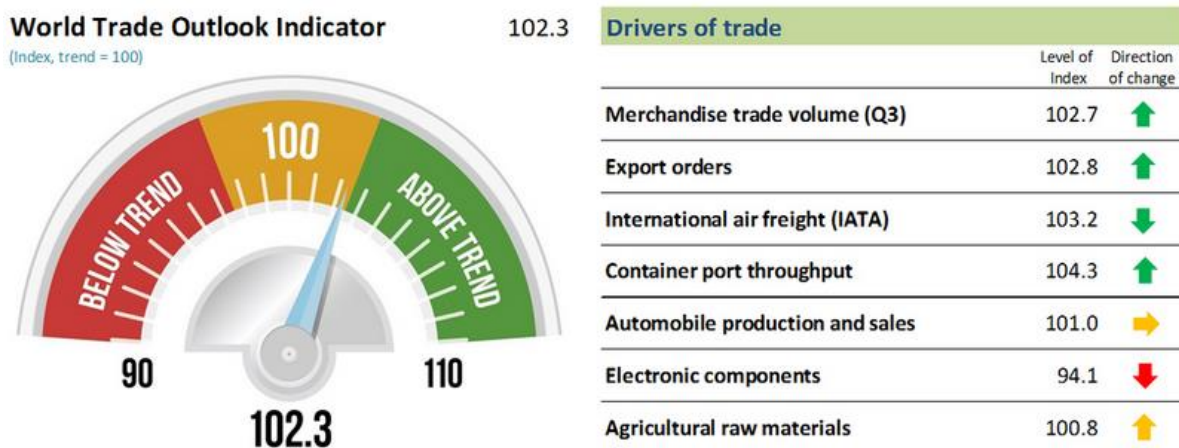 World Trade Outlook Indicator 102.3
(Index, trend = 100)
BELOW TREND
100
ABOVE TREND
90
110
102.3
Drivers of trade
Level of Index Direction of change
Merchandise trade volume (Q3) 102.7
Export orders 102.8
International air freight (IATA) 103.2
Container port throughput 104.3
Automobile production and sales 101.0
Electronic components 94.1
Agricultural raw materials 100.8